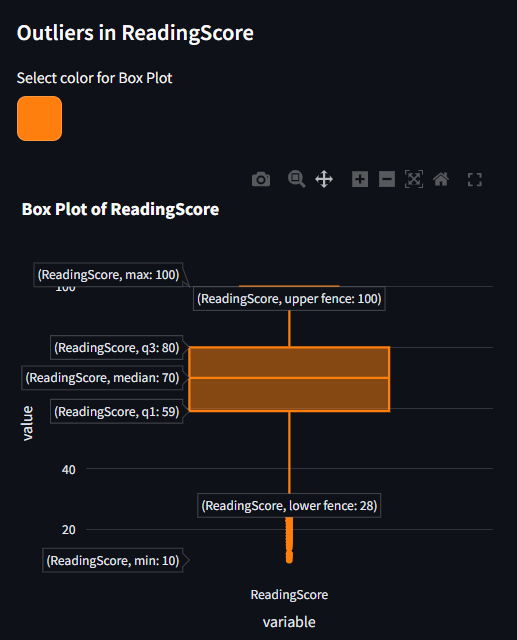 Outliers in ReadingScore
Select color for Box Plot
Box Plot of ReadingScore
(ReadingScore, max: 100)
100
(ReadingScore, upper fence: 100)
(ReadingScore, q3: 80)
(ReadingScore, median: 70)
(ReadingScore, q1: 59)
value
40
(ReadingScore, lower fence: 28)
20
(ReadingScore, min: 10)
ReadingScore
variable